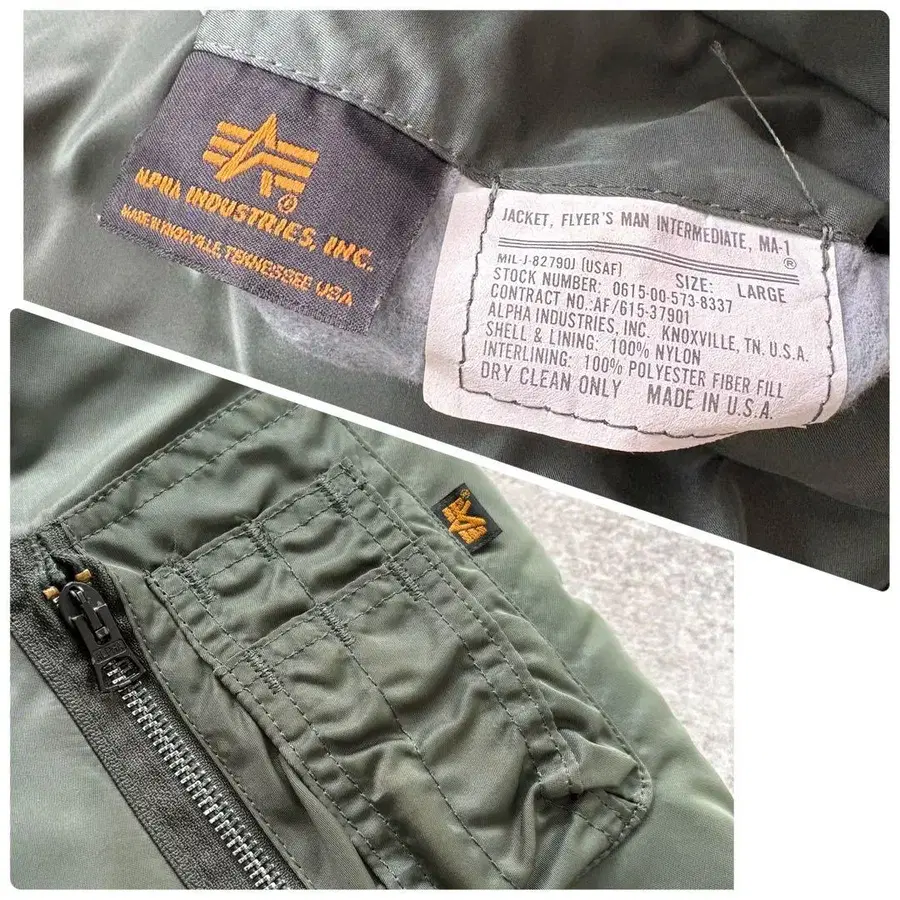 ALPHA INDUSTRIES, INC.
MADE IN KNOXVILLE, TENNESSEE USA
JACKET, FLYER'S MAN INTERMEDIATE, MA-1
®
MIL-J-82790J (USAF) SIZE: LARGE
STOCK NUMBER: 0615-00-573-8337
CONTRACT NO.:AF/615-37901
ALPHA INDUSTRIES, INC. KNOXVILLE, TN. U.S.A.
SHELL & LINING: 100% NYLON
INTERLINING: 100% POLYESTER FIBER FILL
DRY CLEAN ONLY MADE IN U.S.A.